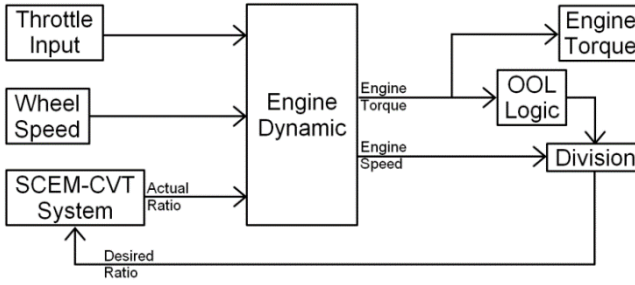 Throttle
Input
Engine
Torque
Wheel
Speed
Engine
Dynamic
Engine
Torque
OOL
Logic
Engine
Speed
Division
SCEM-CVT
System
Actual
Ratio
Desired
Ratio